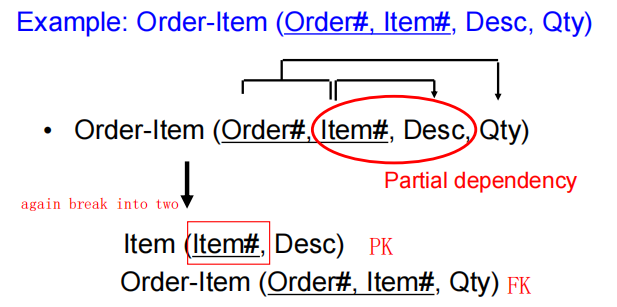 Example: Order-Item (Order#, Item#, Desc, Qty)
• Order-Item (Order#, Item#, Desc, Qty)
Partial dependency
again break into two
Item (Item#, Desc) PK
Order-Item (Order#, Item#, Qty) FK